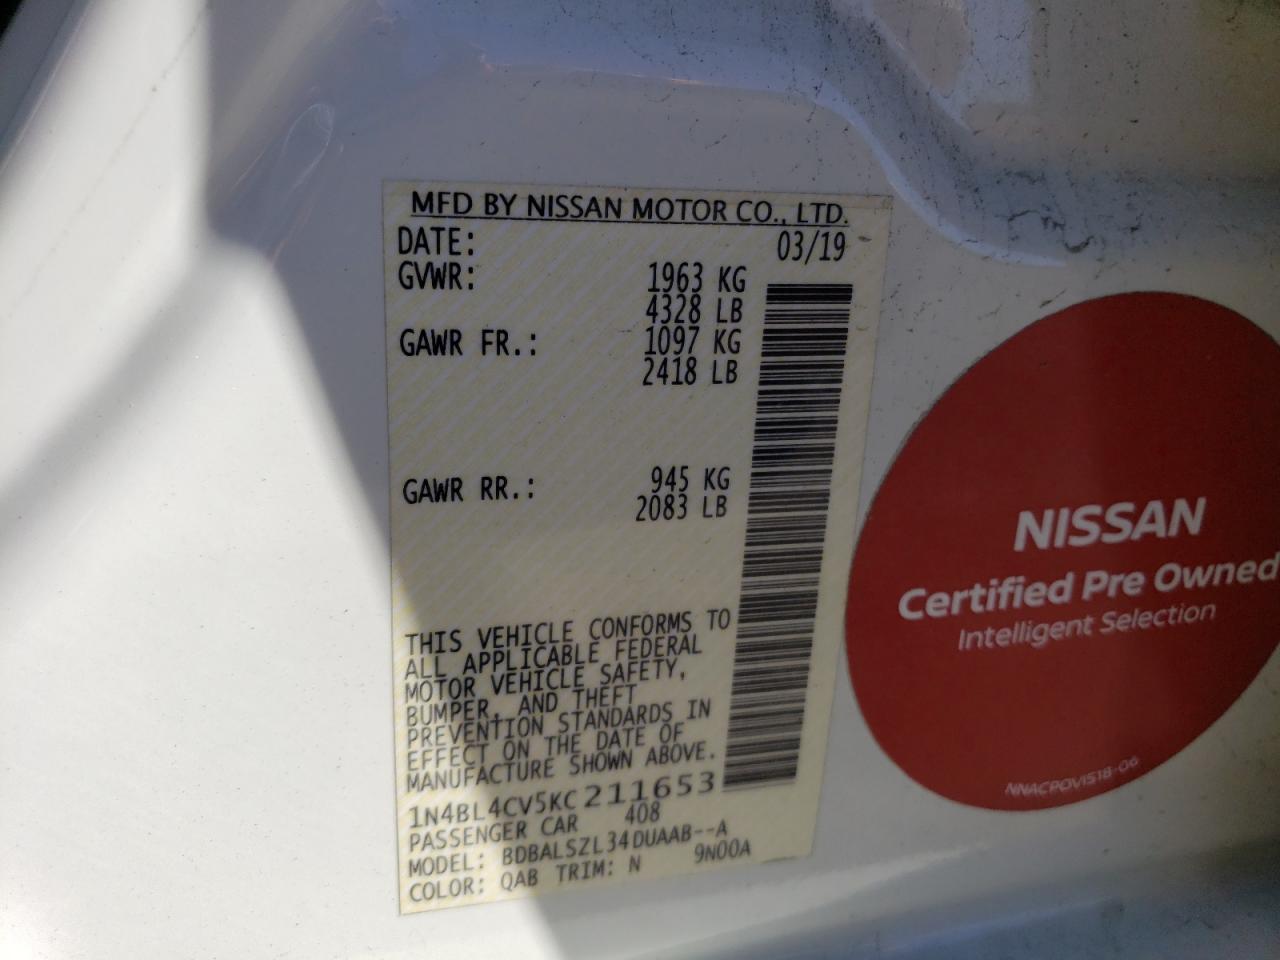 MFD BY NISSAN MOTOR CO., LTD.
DATE: 03/19
GVWR: 1963 KG
4328 LB
GAWR FR.: 1097 KG
2418 LB
GAWR RR.: 945 KG
2083 LB
THIS VEHICLE CONFORMS TO
ALL APPLICABLE FEDERAL
MOTOR VEHICLE SAFETY,
BUMPER, AND THEFT
PREVENTION STANDARDS IN
EFFECT ON THE DATE OF
MANUFACTURE SHOWN ABOVE.
1N4BL4CV5KC211653
PASSENGER CAR 408
MODEL: BDBALSZL34DUAAB--A
COLOR: QAB TRIM: N 9N00A
NISSAN
Certified Pre Owned
Intelligent Selection
NNACPOVIS18-06